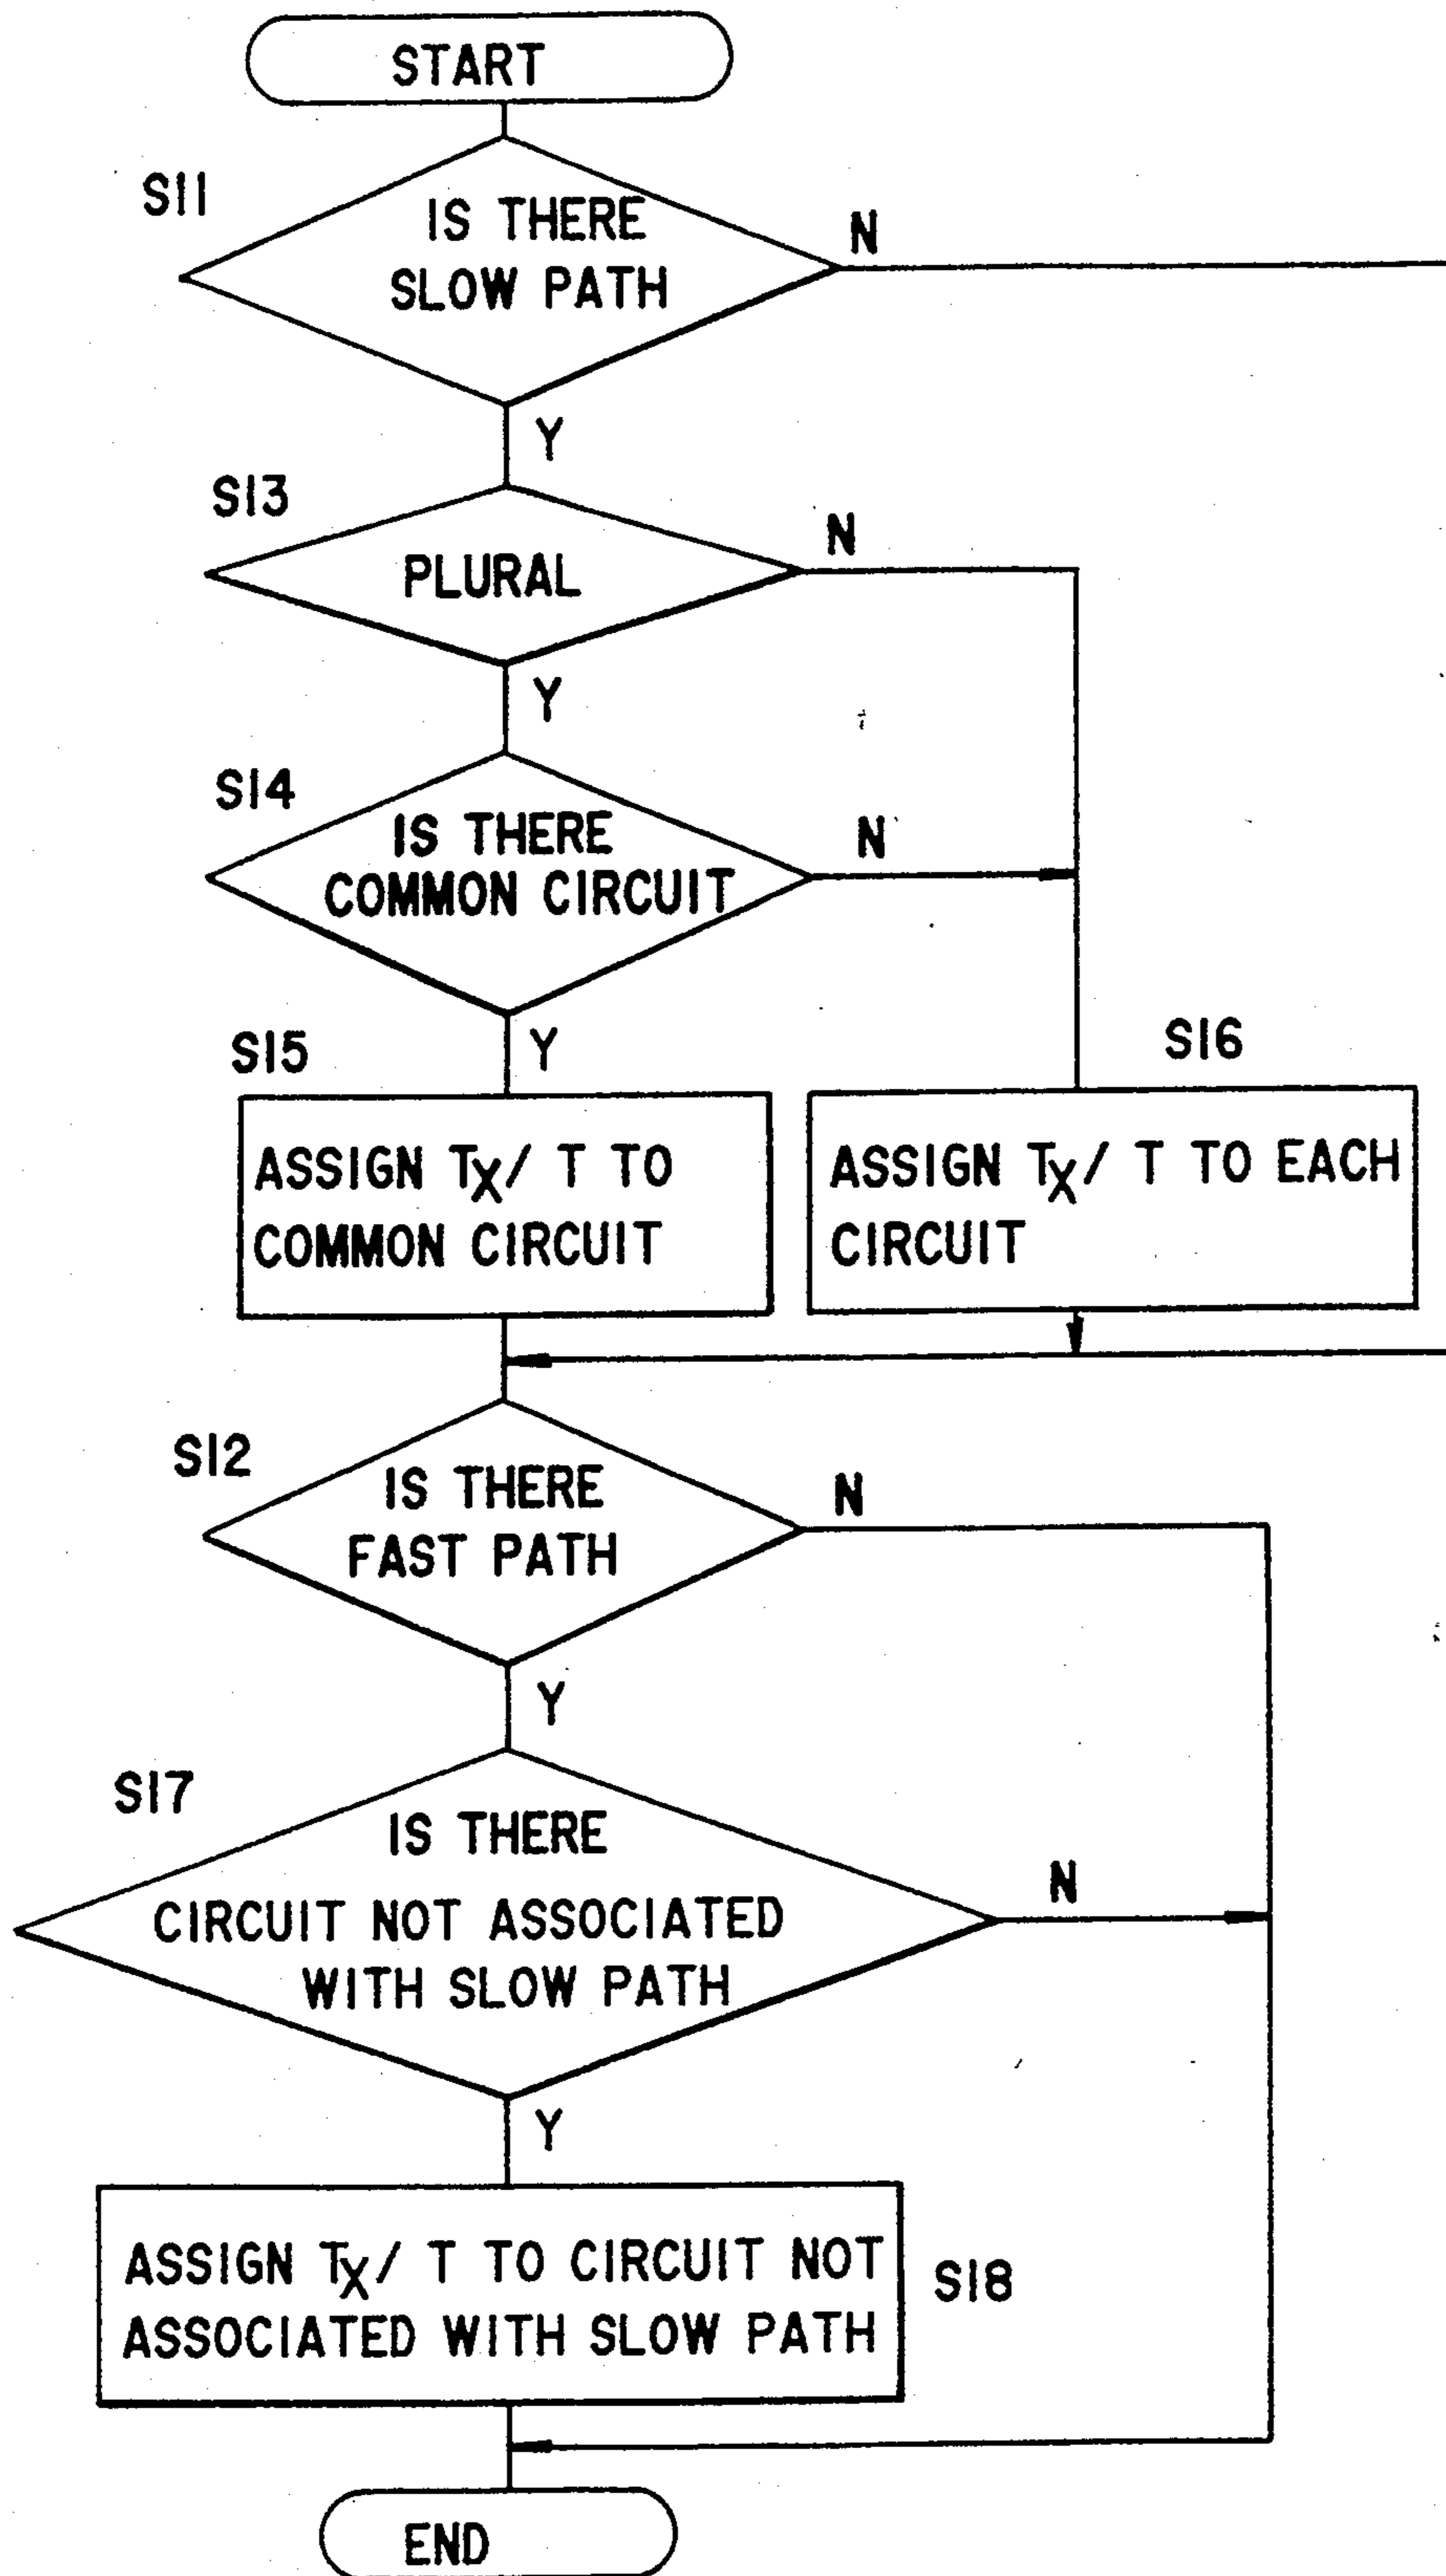 START
S11
IS THERE
SLOW PATH
N
Y
S13
PLURAL
N
Y
S14
IS THERE
COMMON CIRCUIT
N
Y
S15
ASSIGN TX/ T TO
COMMON CIRCUIT
S16
ASSIGN TX/ T TO EACH
CIRCUIT
S12
IS THERE
FAST PATH
N
Y
S17
IS THERE
CIRCUIT NOT ASSOCIATED
WITH SLOW PATH
N
Y
ASSIGN TX/ T TO CIRCUIT NOT
ASSOCIATED WITH SLOW PATH
S18
END